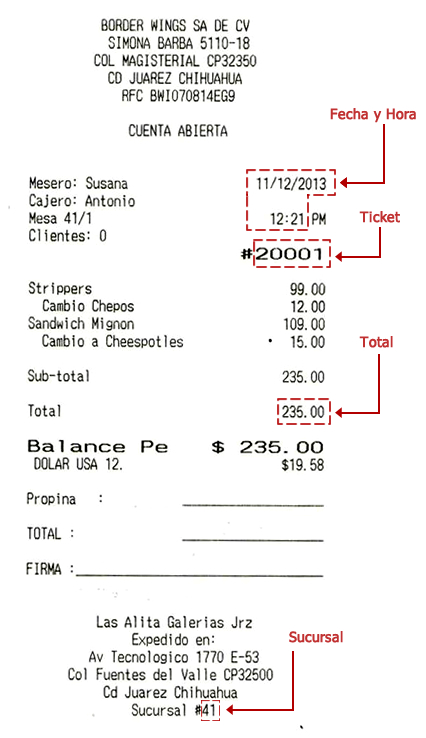 BORDER WINGS SA DE CV
SIMONA BARBA 5110-18
COL MAGISTERIAL CP32350
CD JUAREZ CHIHUAHUA
RFC BWI070814EG9
CUENTA ABIERTA
Fecha y Hora
Mesero: Susana 11/12/2013
Cajero: Antonio
Mesa 41/1 12:21 PM
Ticket
Clientes: 0
#20001
Strippers 99.00
Cambio Chepos 12.00
Sandwich Mignon 109.00
Cambio a Cheespotles 15.00
Total
Sub-total 235.00
Total 235.00
Balance Pe $ 235.00
DOLAR USA 12. $19.58
Propina :
TOTAL :
FIRMA :
Las Alita Galerias Jrz
Expedido en:
Sucursal
Av Tecnologico 1770 E-53
Col Fuentes del Valle CP32500
Cd Juarez Chihuahua
Sucursal #41